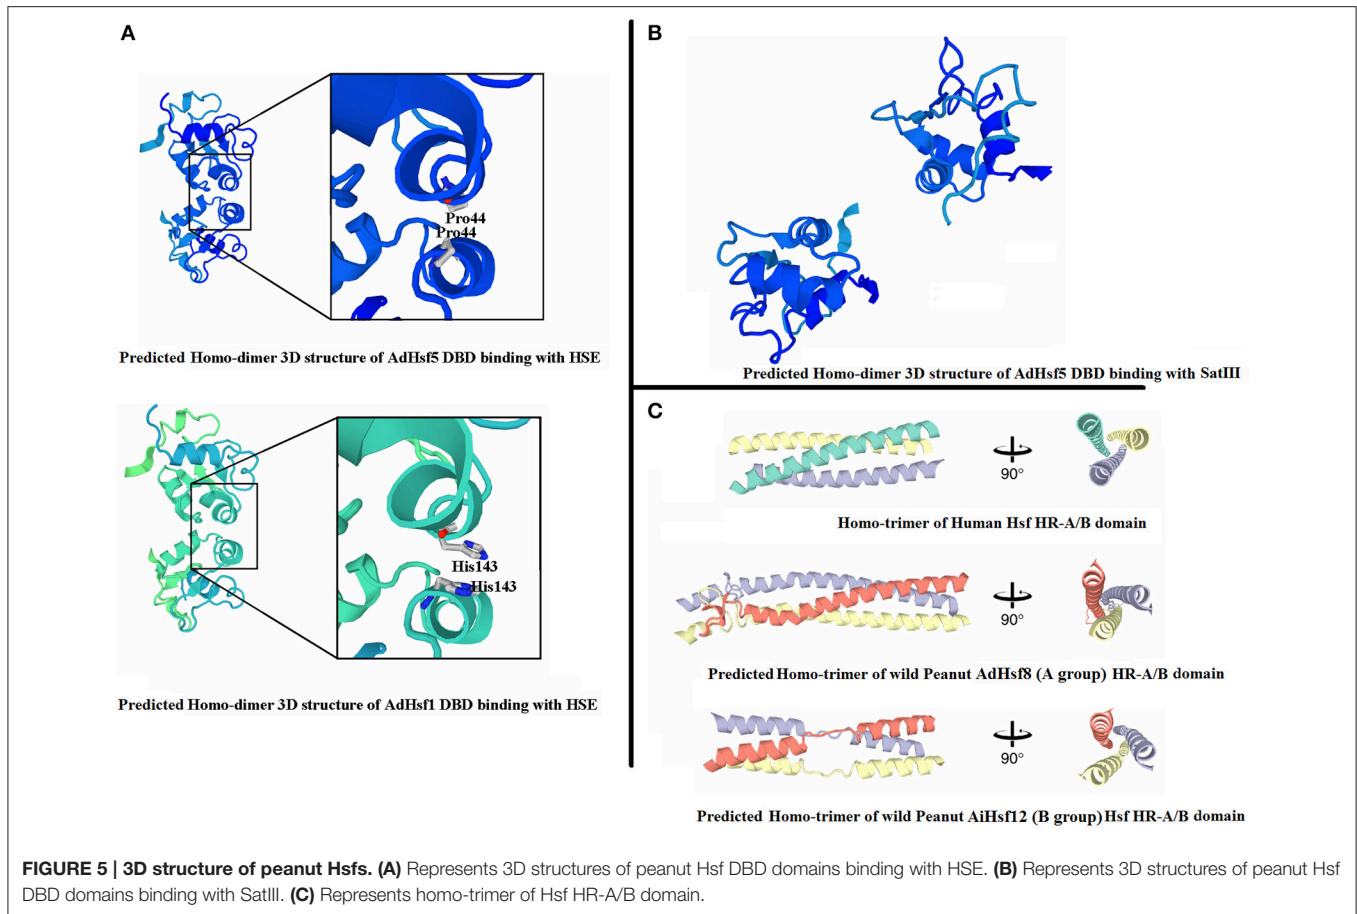 A
Pro44
Pro44
Predicted Homo-dimer 3D structure of AdHsf5 DBD binding with HSE
His143
His143
Predicted Homo-dimer 3D structure of AdHsf1 DBD binding with HSE
B
Predicted Homo-dimer 3D structure of AdHsf5 DBD binding with SatIII
C
90°
Homo-trimer of Human Hsf HR-A/B domain
90°
Predicted Homo-trimer of wild Peanut AdHsf8 (A group) HR-A/B domain
90°
Predicted Homo-trimer of wild Peanut AiHsf12 (B group) Hsf HR-A/B domain
FIGURE 5 | 3D structure of peanut Hsfs. (A) Represents 3D structures of peanut Hsf DBD domains binding with HSE. (B) Represents 3D structures of peanut Hsf
DBD domains binding with SatIII. (C) Represents homo-trimer of Hsf HR-A/B domain.